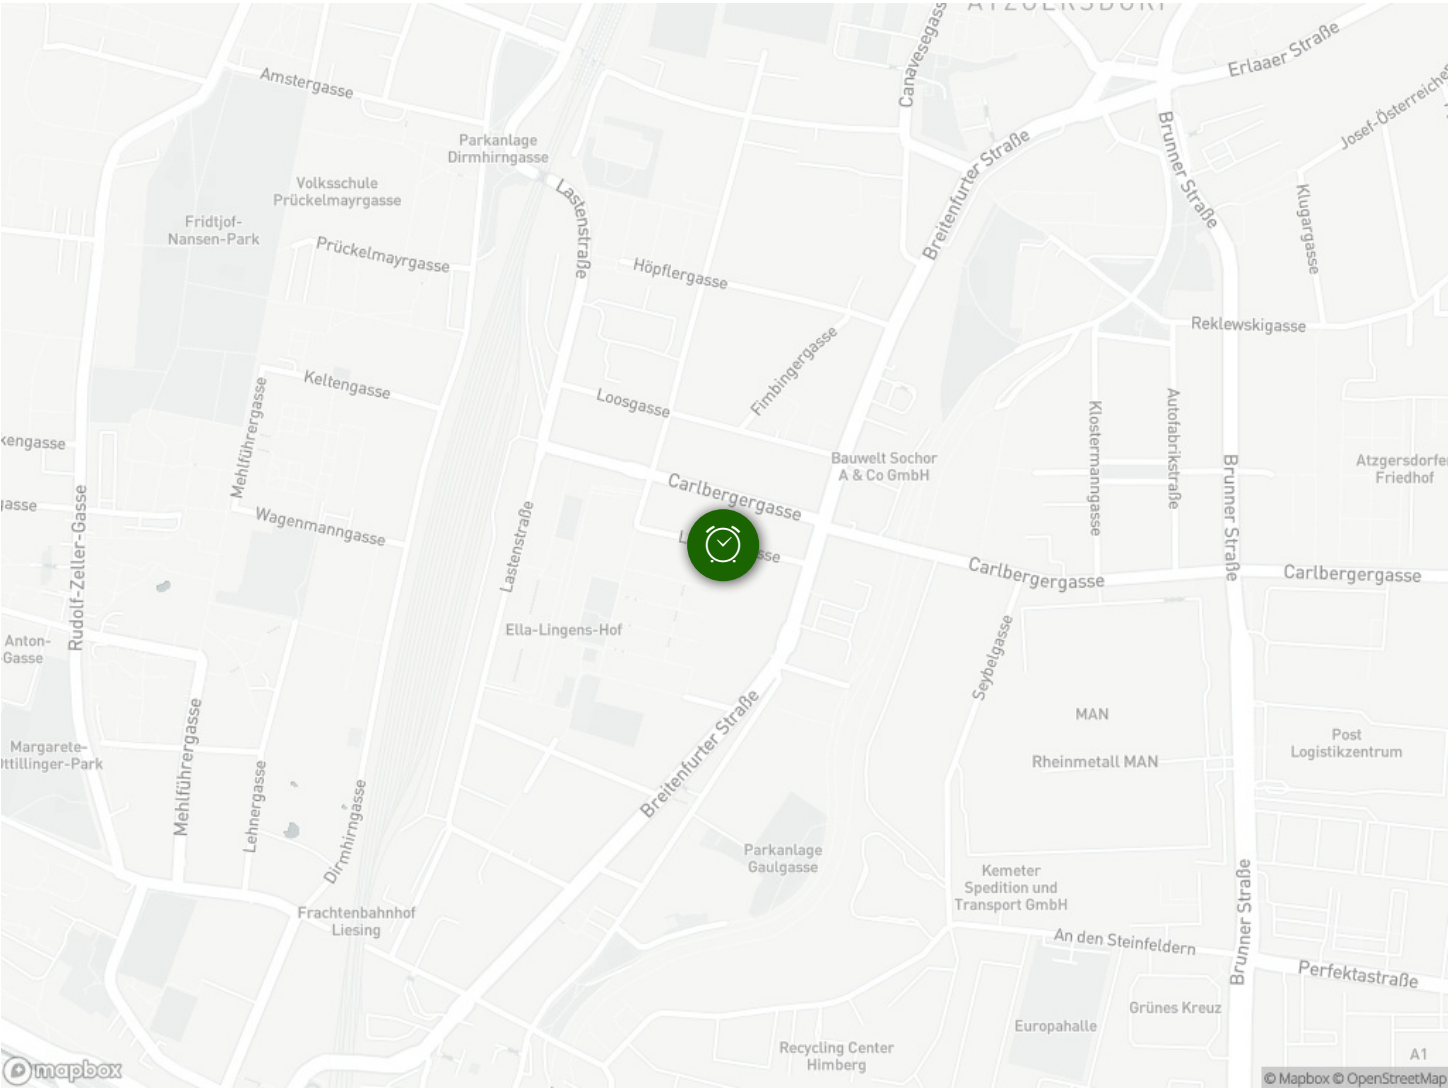 Canavesegass
Erlaaer Straße
Amstergasse
Josef-Österreicher
Parkanlage
Dirmhirngasse
Breitenfurter Straße
Brunner Straße
Volksschule
Prückelmayrgasse
Lastenstraße
Klugargasse
Fridtjof-
Nansen-Park
Prückelmayrgasse
Höpflergasse
Reklewskigasse
Fimbingergasse
Keltengasse
Loosgasse
Mehlführergasse
Klostermanngasse
Autofabrikstraße
kengasse
Bauwelt Sochor
A & Co GmbH
Atzgersdorfer
Friedhof
Carlbergergasse
Brunner Straße
gasse
Wagenmanngasse
Lastenstraße
Rudolf-Zeller-Gasse
Carlbergergasse
Carlbergergasse
Ella-Lingens-Hof
Anton-
Gasse
Seybelgasse
Mehlführergasse
MAN
Post
Logistikzentrum
Margarete-
Ottillinger-Park
Rheinmetall MAN
Breitenfurter Straße
Lehnergasse
Dirmhirngasse
Parkanlage
Gaulgasse
Kemeter
Spedition und
Transport GmbH
Frachtenbahnhof
Liesing
Brunner Straße
An den Steinfeldern
Perfektastraße
Grünes Kreuz
Europahalle
Recycling Center
Himberg
A1
mapbox
© Mapbox © OpenStreetMap